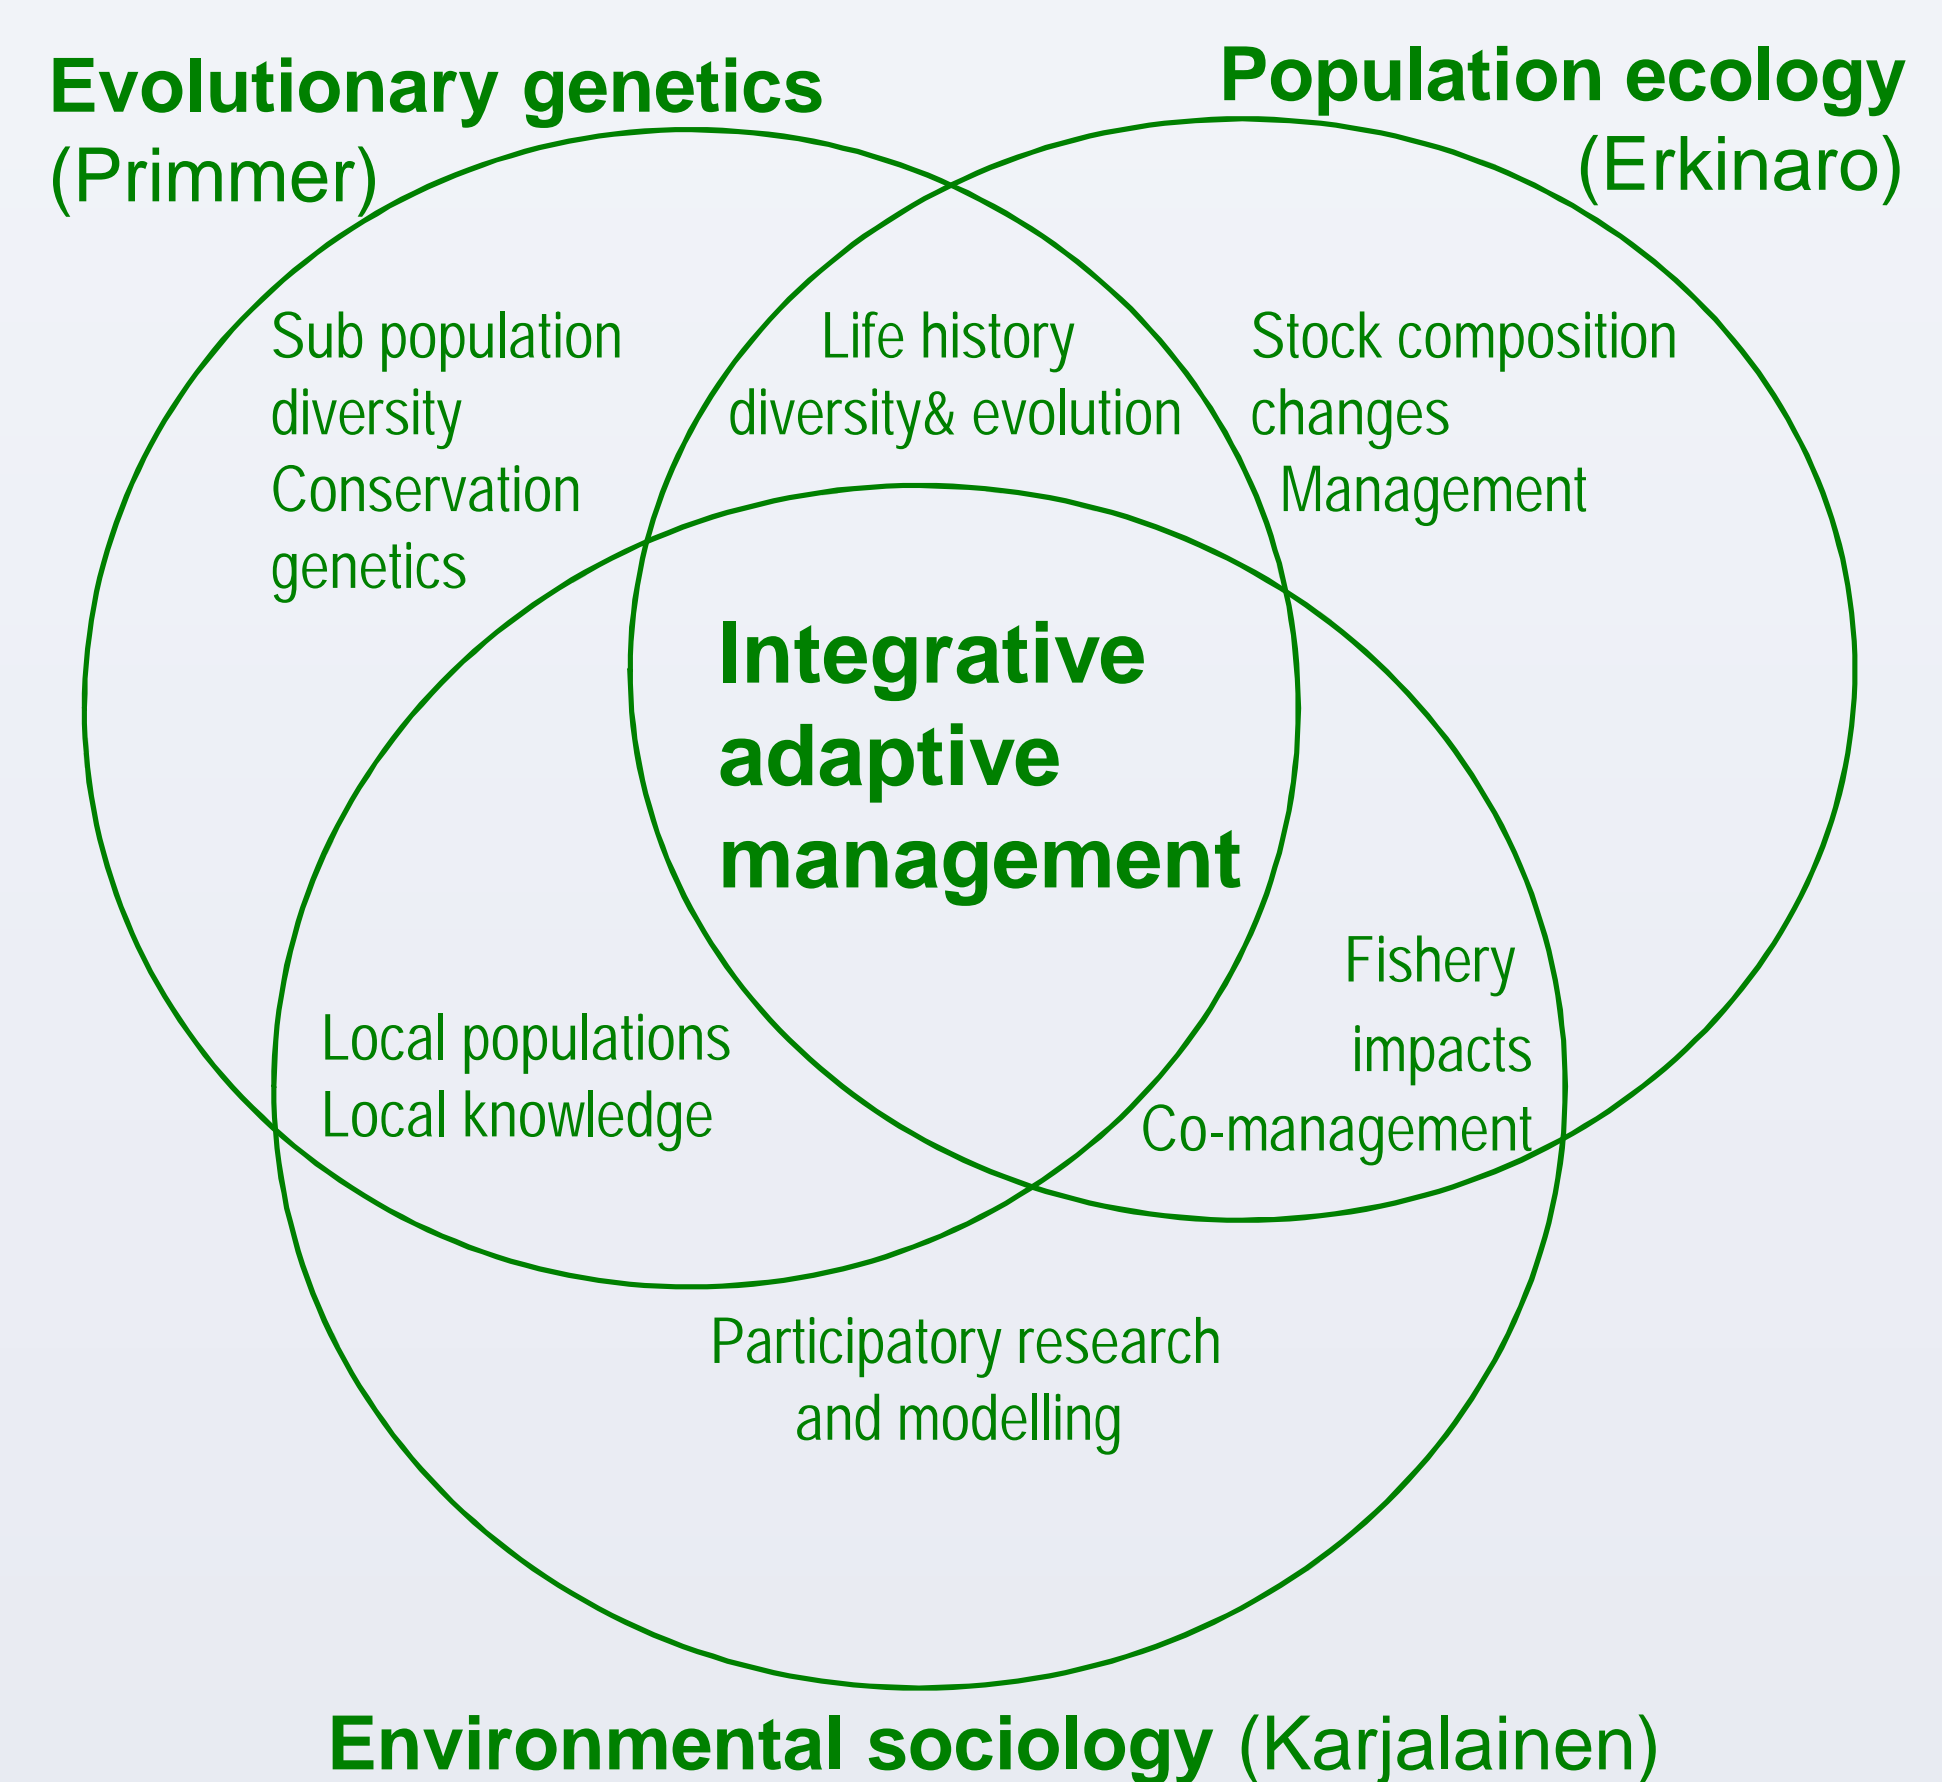 Evolutionary genetics
(Primmer)
Population ecology
(Erkinaro)
Sub population
diversity
Conservation
genetics
Life history
diversity& evolution
Stock composition
changes
Management
Integrative
adaptive
management
Local populations
Local knowledge
Fishery
impacts
Co-management
Participatory research
and modelling
Environmental sociology (Karjalainen)